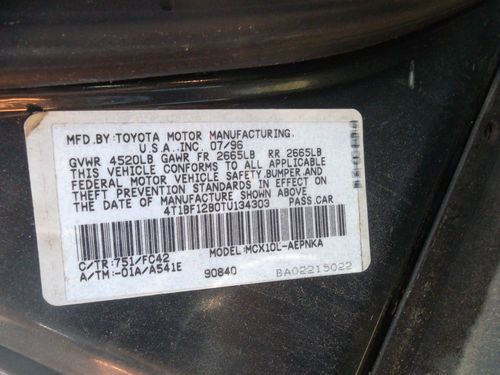 MFD. BY: TOYOTA MOTOR MANUFACTURING,
U.S.A., INC. 07/96
GVWR 4520LB GAWR FR 2665LB RR 2665LB
THIS VEHICLE CONFORMS TO ALL APPLICABLE
FEDERAL MOTOR VEHICLE SAFETY, BUMPER, AND
THEFT PREVENTION STANDARDS IN EFFECT ON
THE DATE OF MANUFACTURE SHOWN ABOVE.
4T1BF12B0TU134303 PASS.CAR
C/TR:751/FC42 MODEL:MCX10L-AEPNKA
A/TM:-01A/A541E 90840 BA02215022